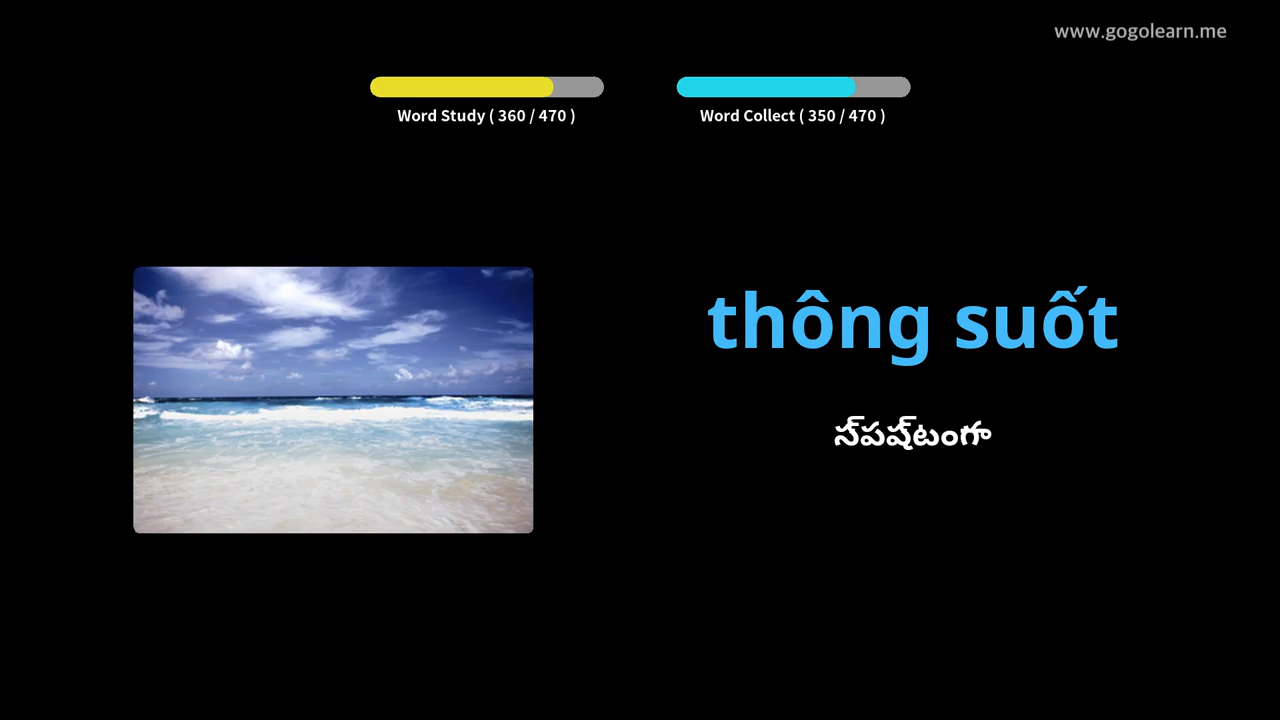 www.gogolearn.me
Word Study ( 360 / 470 )
Word Collect ( 350 / 470 )
thông suốt
స్పష్టంగా